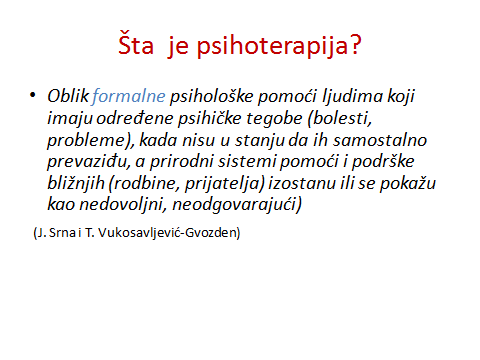 Šta je psihoterapija?
• Oblik formalne psihološke pomoći ljudima koji
imaju određene psihičke tegobe (bolesti,
probleme), kada nisu u stanju da ih samostalno
prevaziđu, a prirodni sistemi pomoći i podrške
bližnjih (rodbine, prijatelja) izostanu ili se pokažu
kao nedovoljni, neodgovarajući)
(J. Srna i T. Vukosavljević-Gvozden)